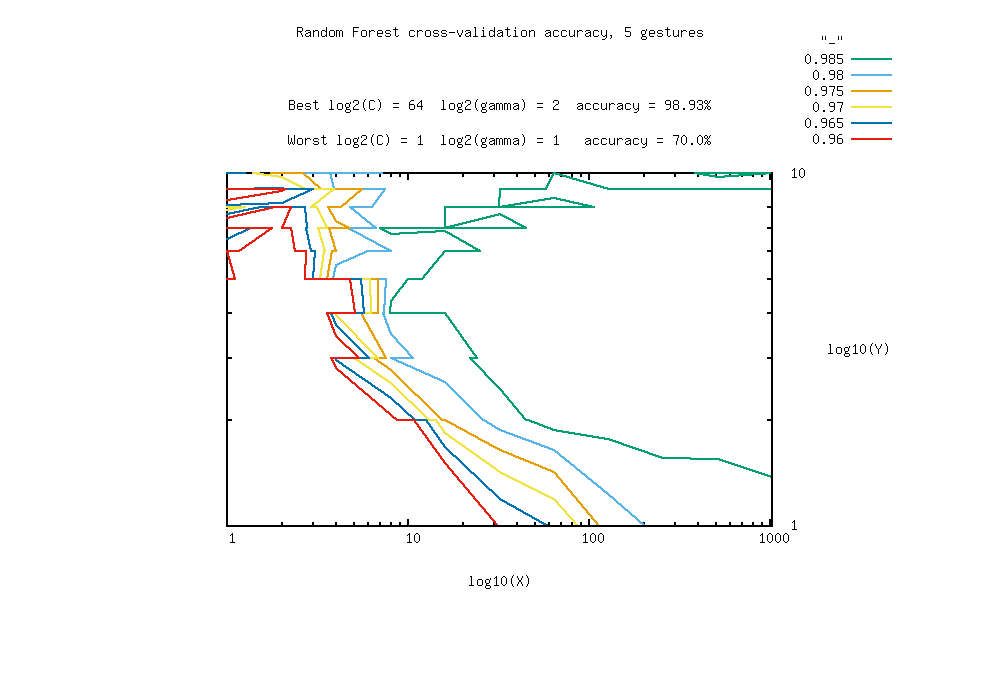 Random Forest cross-validation accuracy, 5 gestures
"_"
0.985
0.98
0.975
0.97
0.965
0.96
Best log2(C) = 64  log2(gamma) = 2  accuracy = 98.93%
Worst log2(C) = 1  log2(gamma) = 1   accuracy = 70.0%
10
log10(Y)
1
1
10
100
1000
log10(X)